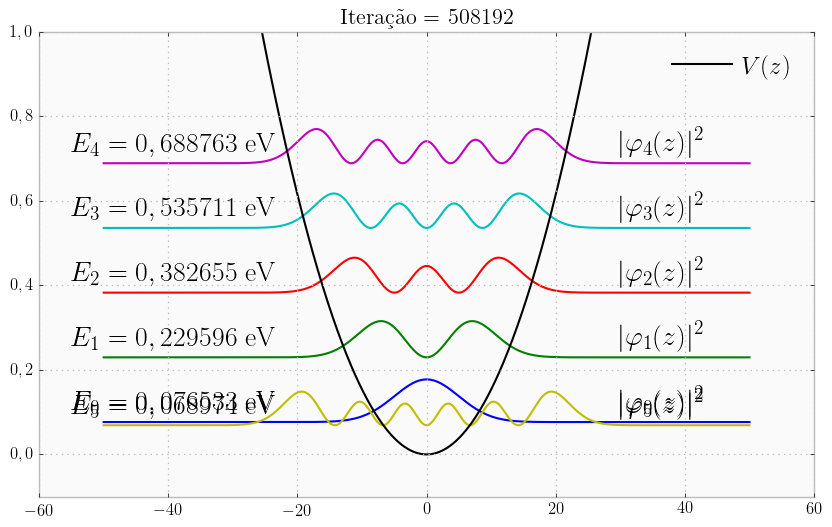 Iteração = 508192
1,0
V(z)
0,8
E₄ = 0,688763 eV |φ₄(z)|²
0,6
E₃ = 0,535711 eV |φ₃(z)|²
0,4
E₂ = 0,382655 eV |φ₂(z)|²
E₁ = 0,229596 eV |φ₁(z)|²
0,2
0,0
−60 −40 −20 0 20 40 60